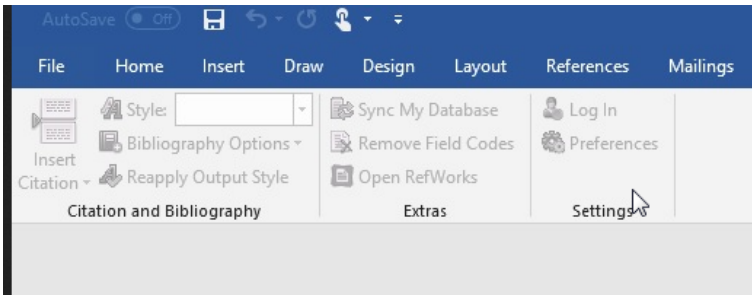 AutoSave Off
File Home Insert Draw Design Layout References Mailings
Style:
Bibliography Options
Reapply Output Style
Insert
Citation
Citation and Bibliography
Sync My Database
Remove Field Codes
Open RefWorks
Extras
Log In
Preferences
Settings